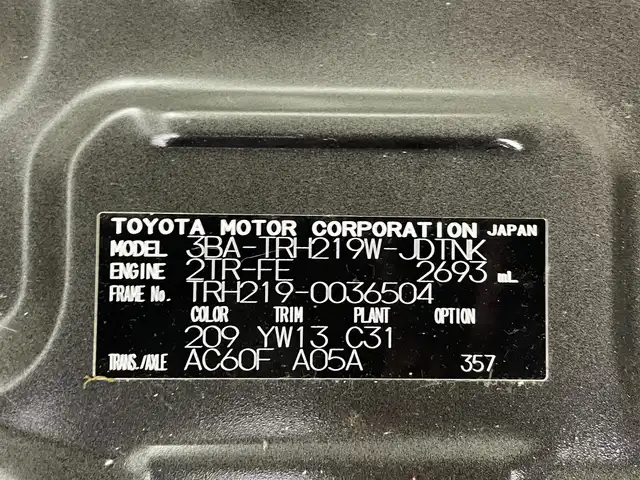 TOYOTA MOTOR CORPORATION JAPAN
MODEL 3BA-TRH219W-JDTNK
ENGINE 2TR-FE 2693 mL
FRAME No. TRH219-0036504
COLOR TRIM PLANT OPTION
209 YW13 C31
TRANS./AXLE AC60F A05A 357